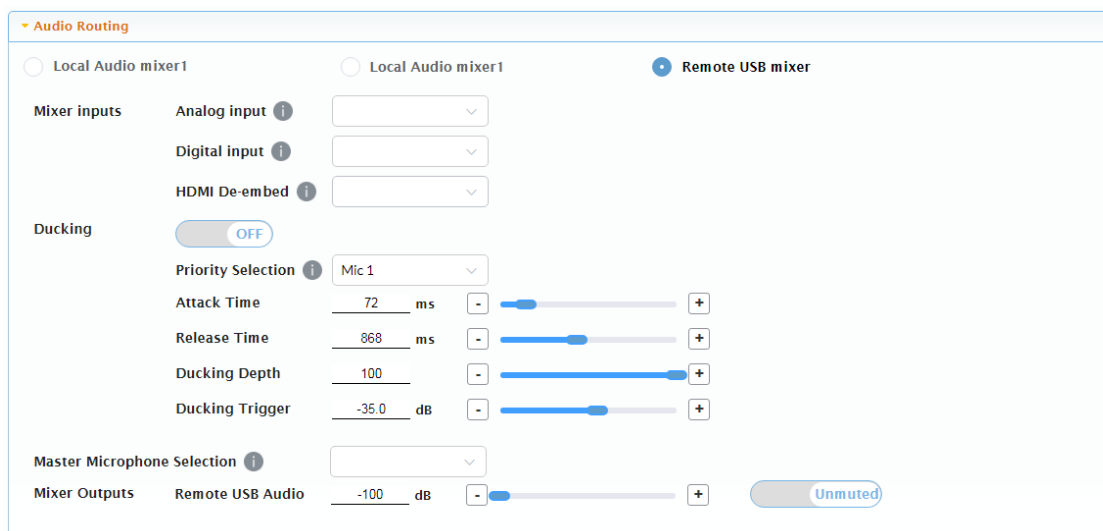 Audio Routing
Local Audio mixer1 Local Audio mixer1 Remote USB mixer
Mixer inputs Analog input i
Digital input i
HDMI De-embed i
Ducking OFF
Priority Selection i Mic 1
Attack Time 72 ms - +
Release Time 868 ms - +
Ducking Depth 100 - +
Ducking Trigger -35.0 dB - +
Master Microphone Selection i
Mixer Outputs Remote USB Audio -100 dB - + Unmuted